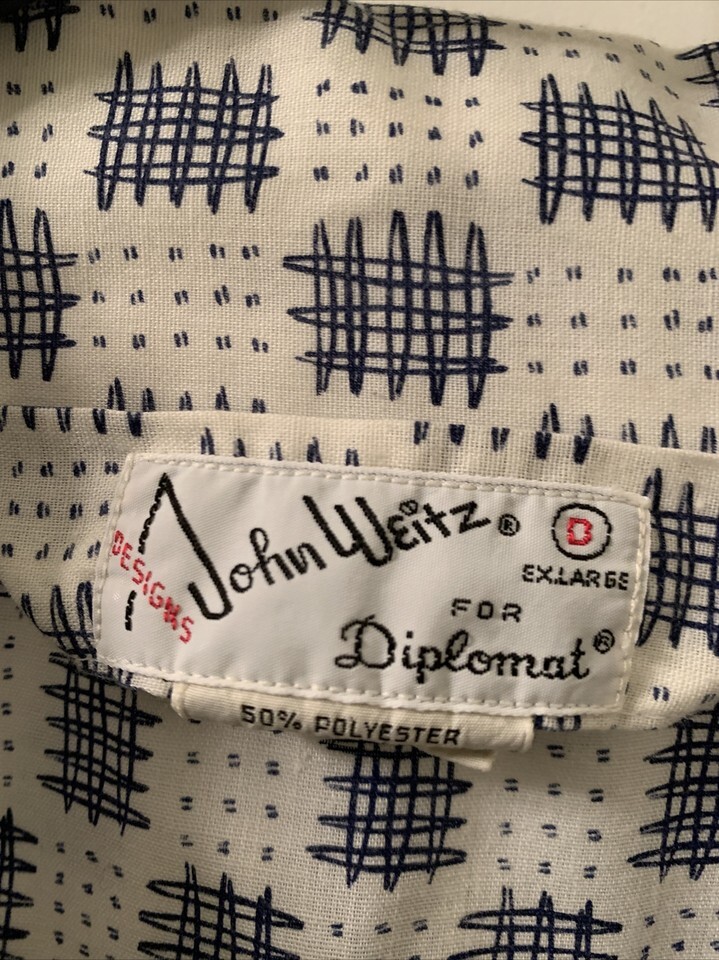 DESIGNS
John Weitz®
D
EX.LARGE
FOR
Diplomat®
50% POLYESTER